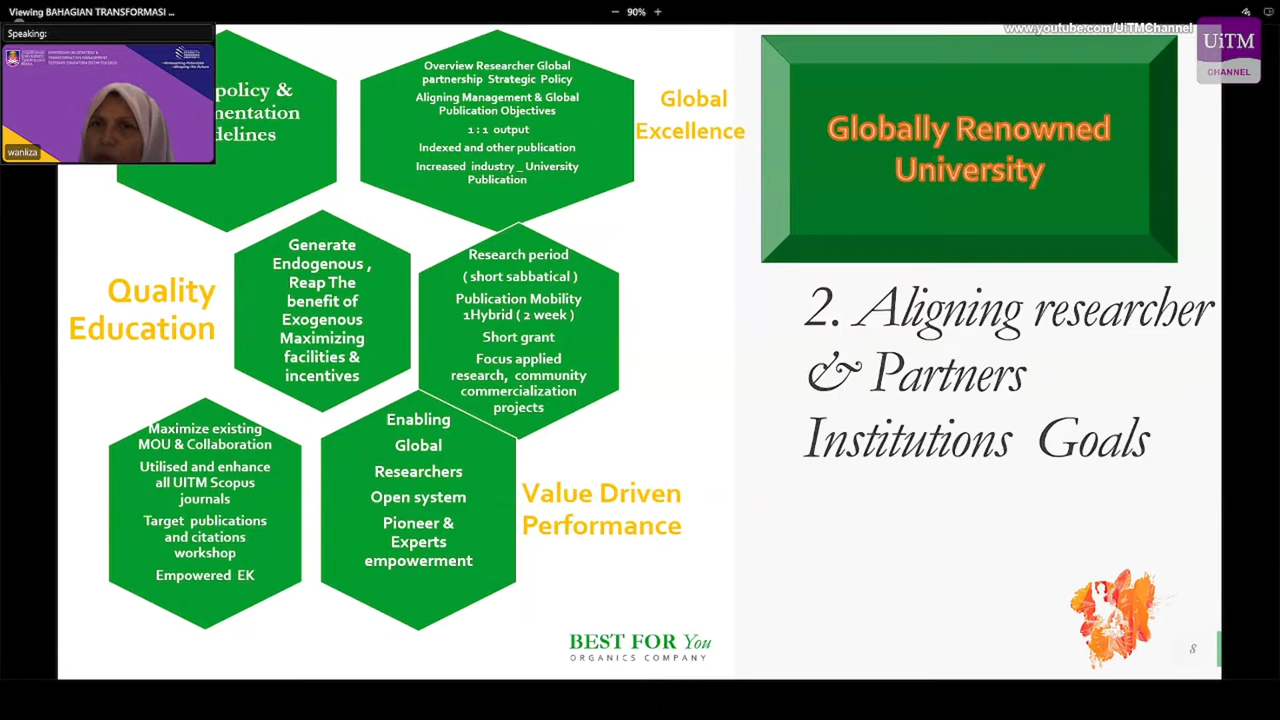 Viewing BAHAGIAN TRANSFORMASI ...
90%
Speaking:
www.youtube.com/UiTMChannel
UiTM
CHANNEL
wanliza
policy &
mentation
delines
Overview Researcher Global
partnership Strategic Policy
Aligning Management & Global
Publication Objectives
1 : 1 output
Indexed and other publication
Increased industry _ University
Publication
Global
Excellence
Globally Renowned
University
Quality
Education
Generate
Endogenous ,
Reap The
benefit of
Exogenous
Maximizing
facilities &
incentives
Research period
( short sabbatical )
Publication Mobility
1Hybrid ( 2 week )
Short grant
Focus applied
research, community
commercialization
projects
2. Aligning researcher
& Partners
Institutions Goals
Maximize existing
MOU & Collaboration
Utilised and enhance
all UITM Scopus
journals
Target publications
and citations
workshop
Empowered EK
Enabling
Global
Researchers
Open system
Pioneer &
Experts
empowerment
Value Driven
Performance
BEST FOR You
ORGANICS COMPANY
8